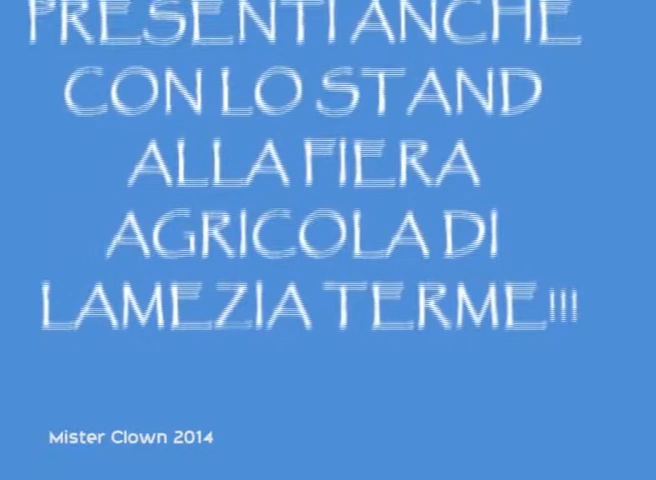 PRESENTI ANCHE
CON LO STAND
ALLA FIERA
AGRICOLA DI
LAMEZIA TERME!!!
Mister Clown 2014